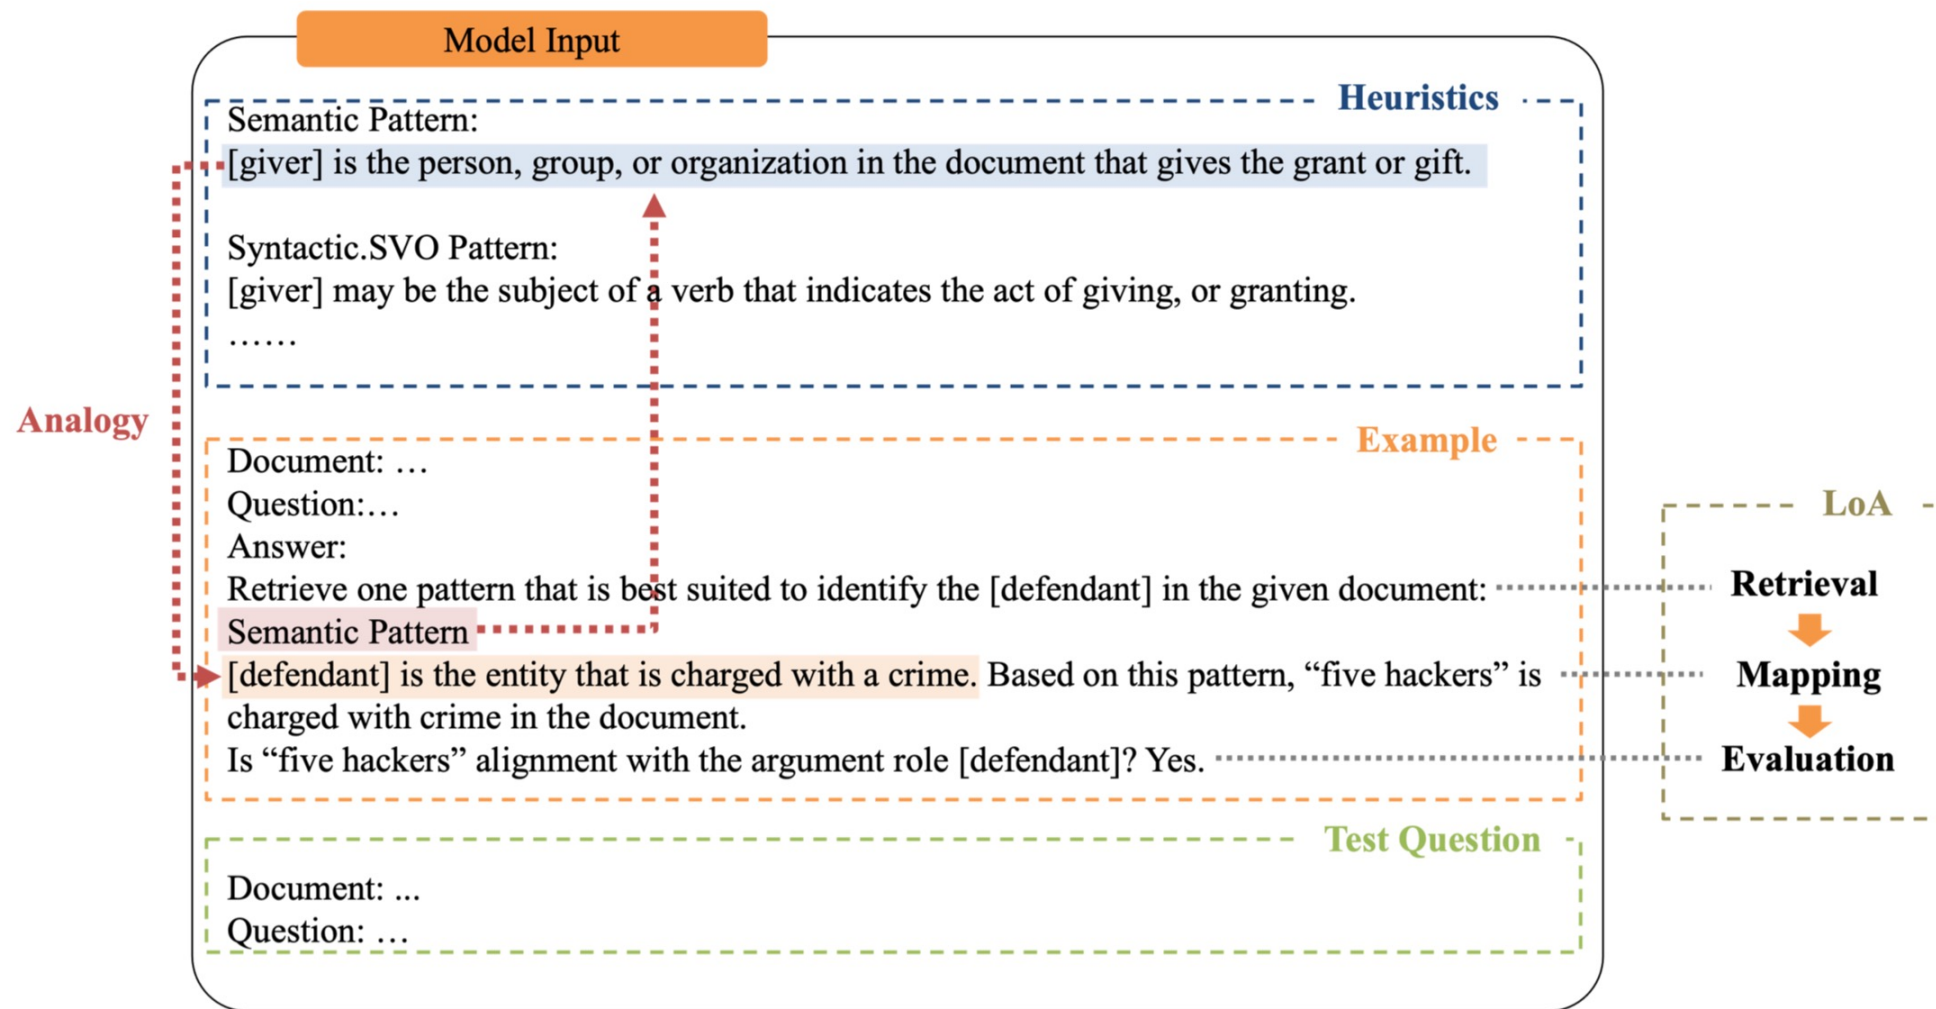 Model Input
Heuristics
Semantic Pattern:
[giver] is the person, group, or organization in the document that gives the grant or gift.
Syntactic.SVO Pattern:
[giver] may be the subject of a verb that indicates the act of giving, or granting.
……
Analogy
Example
Document: …
Question:…
Answer:
Retrieve one pattern that is best suited to identify the [defendant] in the given document:
Semantic Pattern
[defendant] is the entity that is charged with a crime. Based on this pattern, “five hackers” is
charged with crime in the document.
Is “five hackers” alignment with the argument role [defendant]? Yes.
LoA
Retrieval
Mapping
Evaluation
Test Question
Document: ...
Question: …